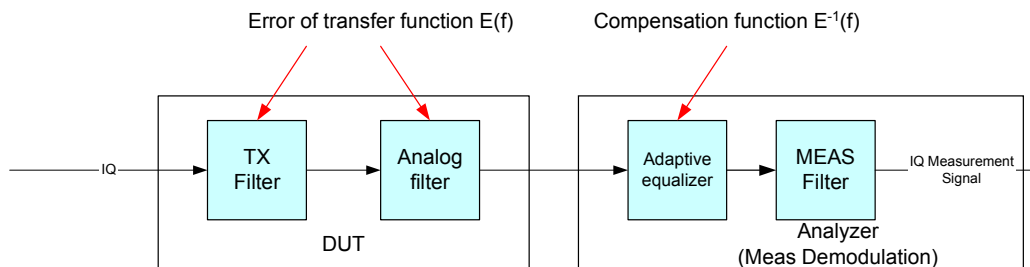 Error of transfer function E(f)
Compensation function E⁻¹(f)
IQ
TX
Filter
Analog
filter
DUT
Adaptive
equalizer
MEAS
Filter
IQ Measurement
Signal
Analyzer
(Meas Demodulation)